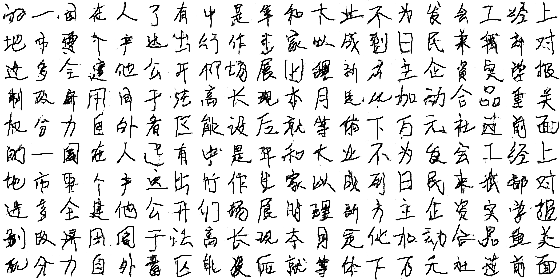 的一国在人了有中是年和大业不为发会工经上
地市要个产这出行作生家以成到日民来我部对
进多全建他公开们场展时理新方主企资实学报
制政济用同于法高长现本月定化加动合品重关
机分力自外者区能设后就等体下万元社过前面
的一国在人了有中是年和大业不为发会工经上
地市要个产这出行作生家以成到日民来我部对
进多全建他公开们场展时理新方主企资实学报
制政济用同于法高长现本月定化加动合品重关
机分力自外者区能设后就等体下万元社过前面